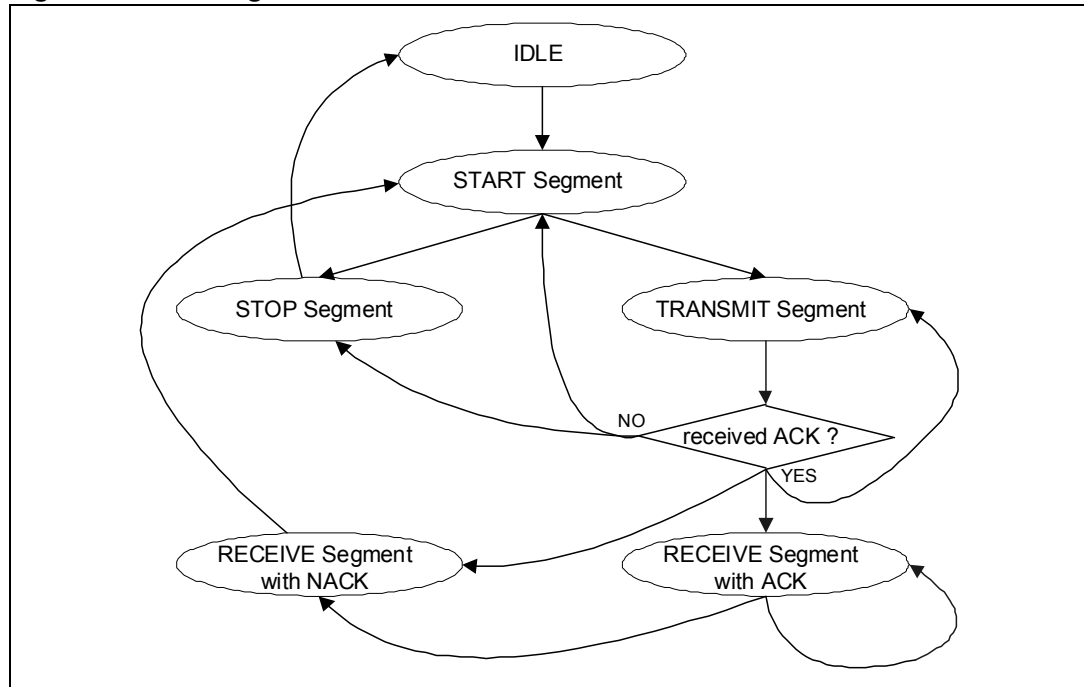 IDLE
START Segment
STOP Segment
TRANSMIT Segment
NO
received ACK ?
YES
RECEIVE Segment
with NACK
RECEIVE Segment
with ACK